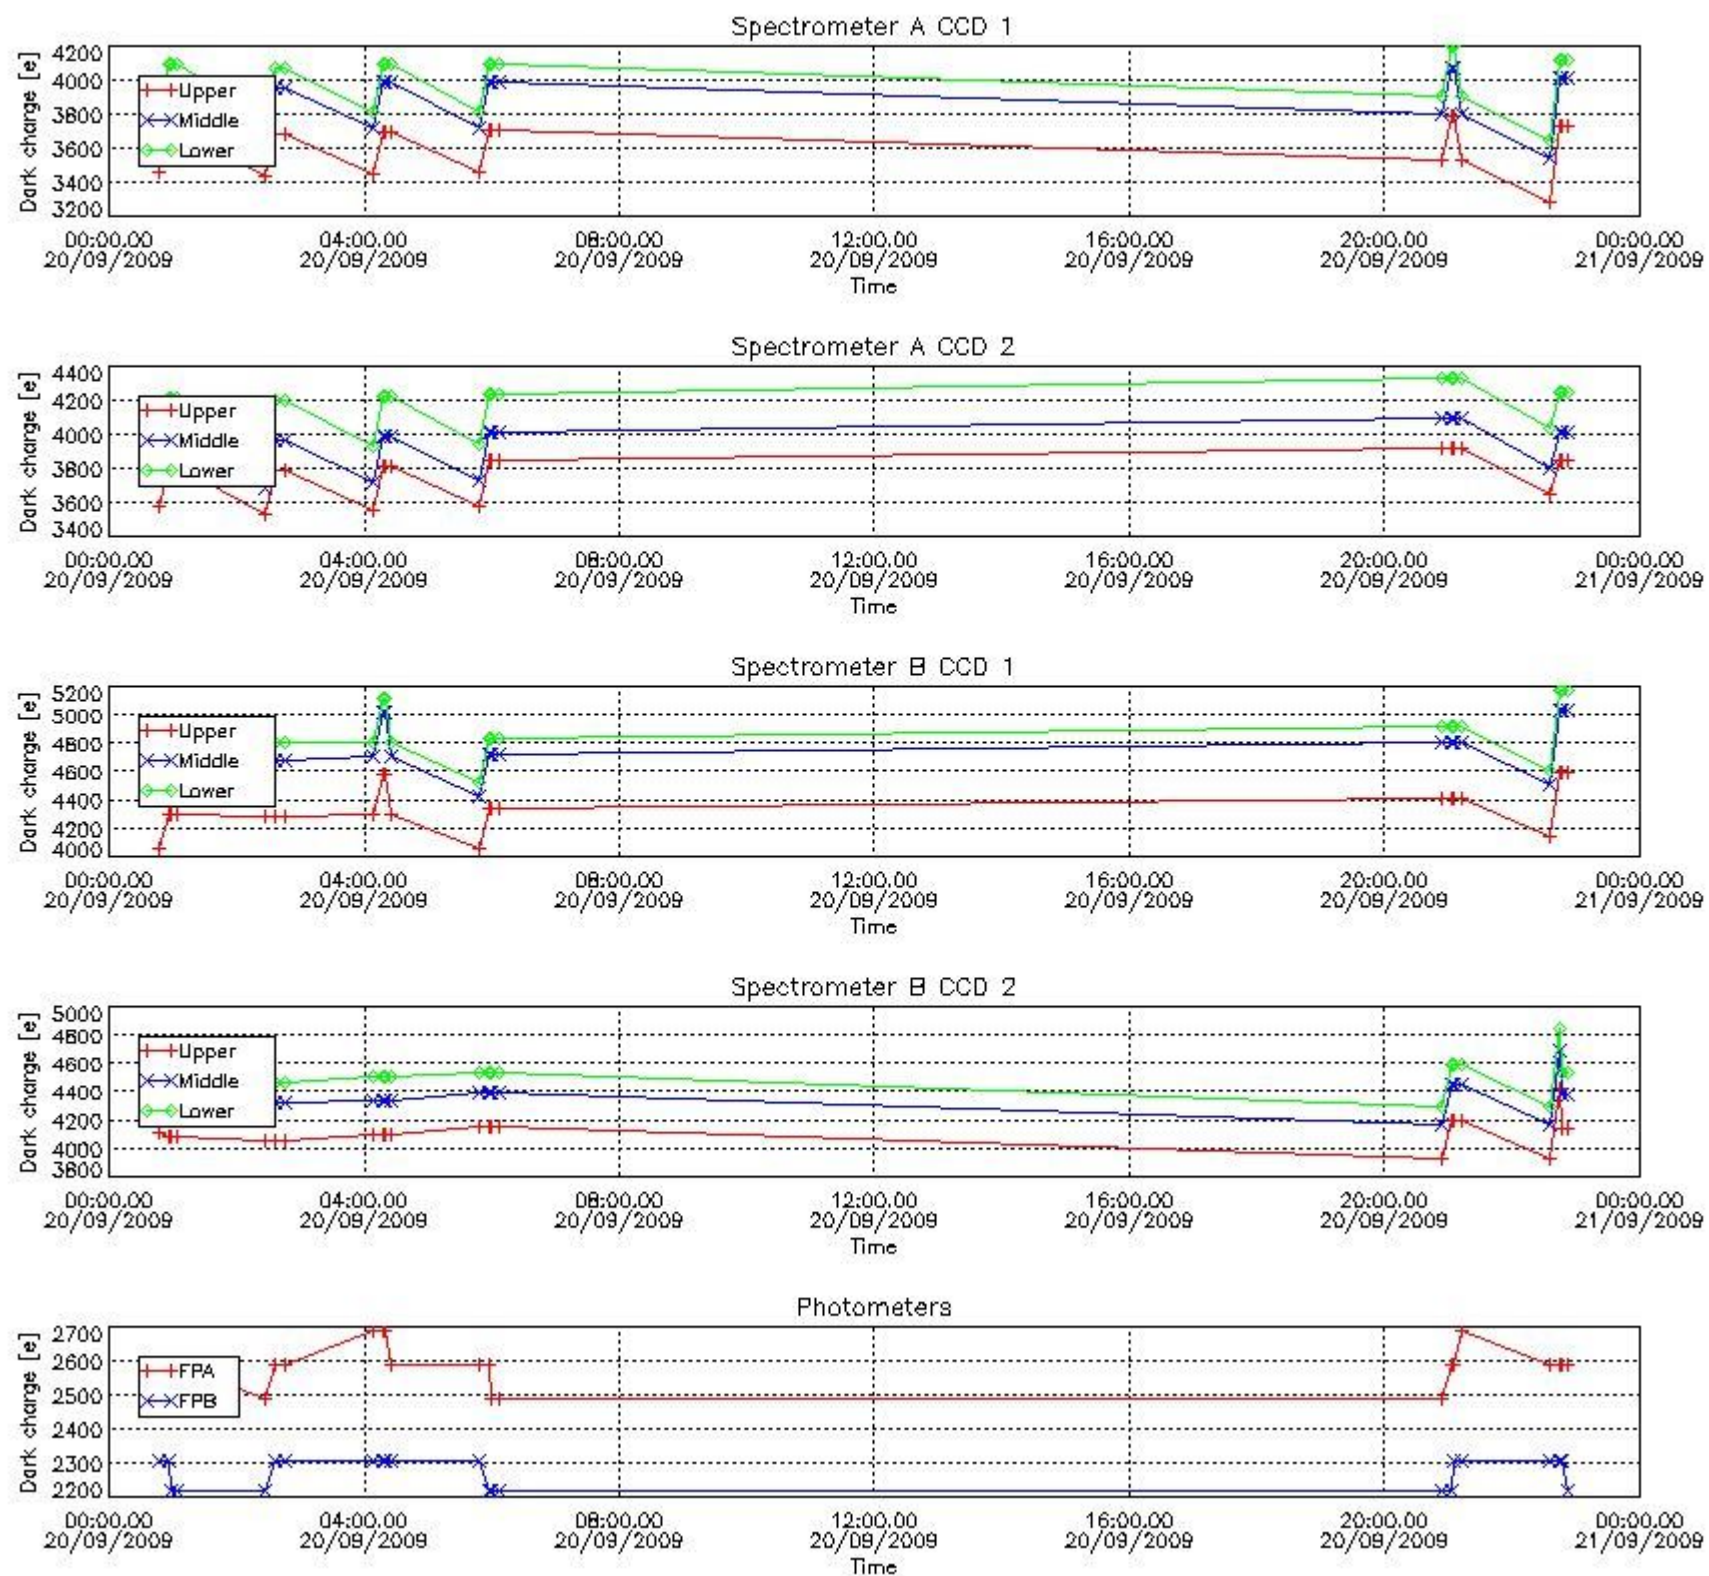 Spectrometer A CCD 1
Dark charge [e]
4200
4000
3800
3600
3400
3200
Upper
Middle
Lower
00:00.00 04:00.00 08:00.00 12:00.00 16:00.00 20:00.00 00:00.00
20/09/2009 20/09/2009 20/09/2009 20/09/2009 20/09/2009 20/09/2009 21/09/2009
Time
Spectrometer A CCD 2
Dark charge [e]
4400
4200
4000
3800
3600
3400
Upper
Middle
Lower
00:00.00 04:00.00 08:00.00 12:00.00 16:00.00 20:00.00 00:00.00
20/09/2009 20/09/2009 20/09/2009 20/09/2009 20/09/2009 20/09/2009 21/09/2009
Time
Spectrometer B CCD 1
Dark charge [e]
5200
5000
4800
4600
4400
4200
4000
Upper
Middle
Lower
00:00.00 04:00.00 08:00.00 12:00.00 16:00.00 20:00.00 00:00.00
20/09/2009 20/09/2009 20/09/2009 20/09/2009 20/09/2009 20/09/2009 21/09/2009
Time
Spectrometer B CCD 2
Dark charge [e]
5000
4800
4600
4400
4200
4000
3800
Upper
Middle
Lower
00:00.00 04:00.00 08:00.00 12:00.00 16:00.00 20:00.00 00:00.00
20/09/2009 20/09/2009 20/09/2009 20/09/2009 20/09/2009 20/09/2009 21/09/2009
Time
Photometers
Dark charge [e]
2700
2600
2500
2400
2300
2200
FPA
FPB
00:00.00 04:00.00 08:00.00 12:00.00 16:00.00 20:00.00 00:00.00
20/09/2009 20/09/2009 20/09/2009 20/09/2009 20/09/2009 20/09/2009 21/09/2009
Time